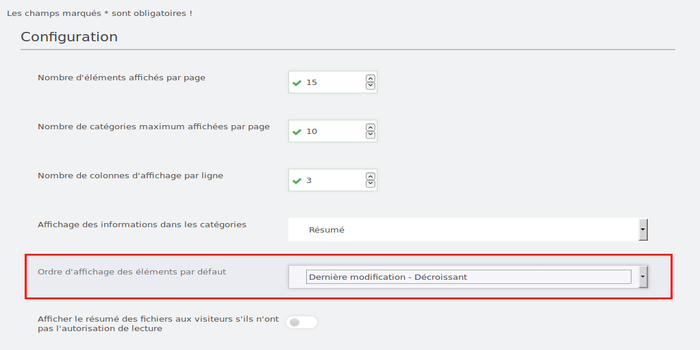 Les champs marqués * sont obligatoires !
Configuration
Nombre d'éléments affichés par page
15
Nombre de catégories maximum affichées par page
10
Nombre de colonnes d'affichage par ligne
3
Affichage des informations dans les catégories
Résumé
Ordre d'affichage des éléments par défaut
Dernière modification - Décroissant
Afficher le résumé des fichiers aux visiteurs s'ils n'ont
pas l'autorisation de lecture